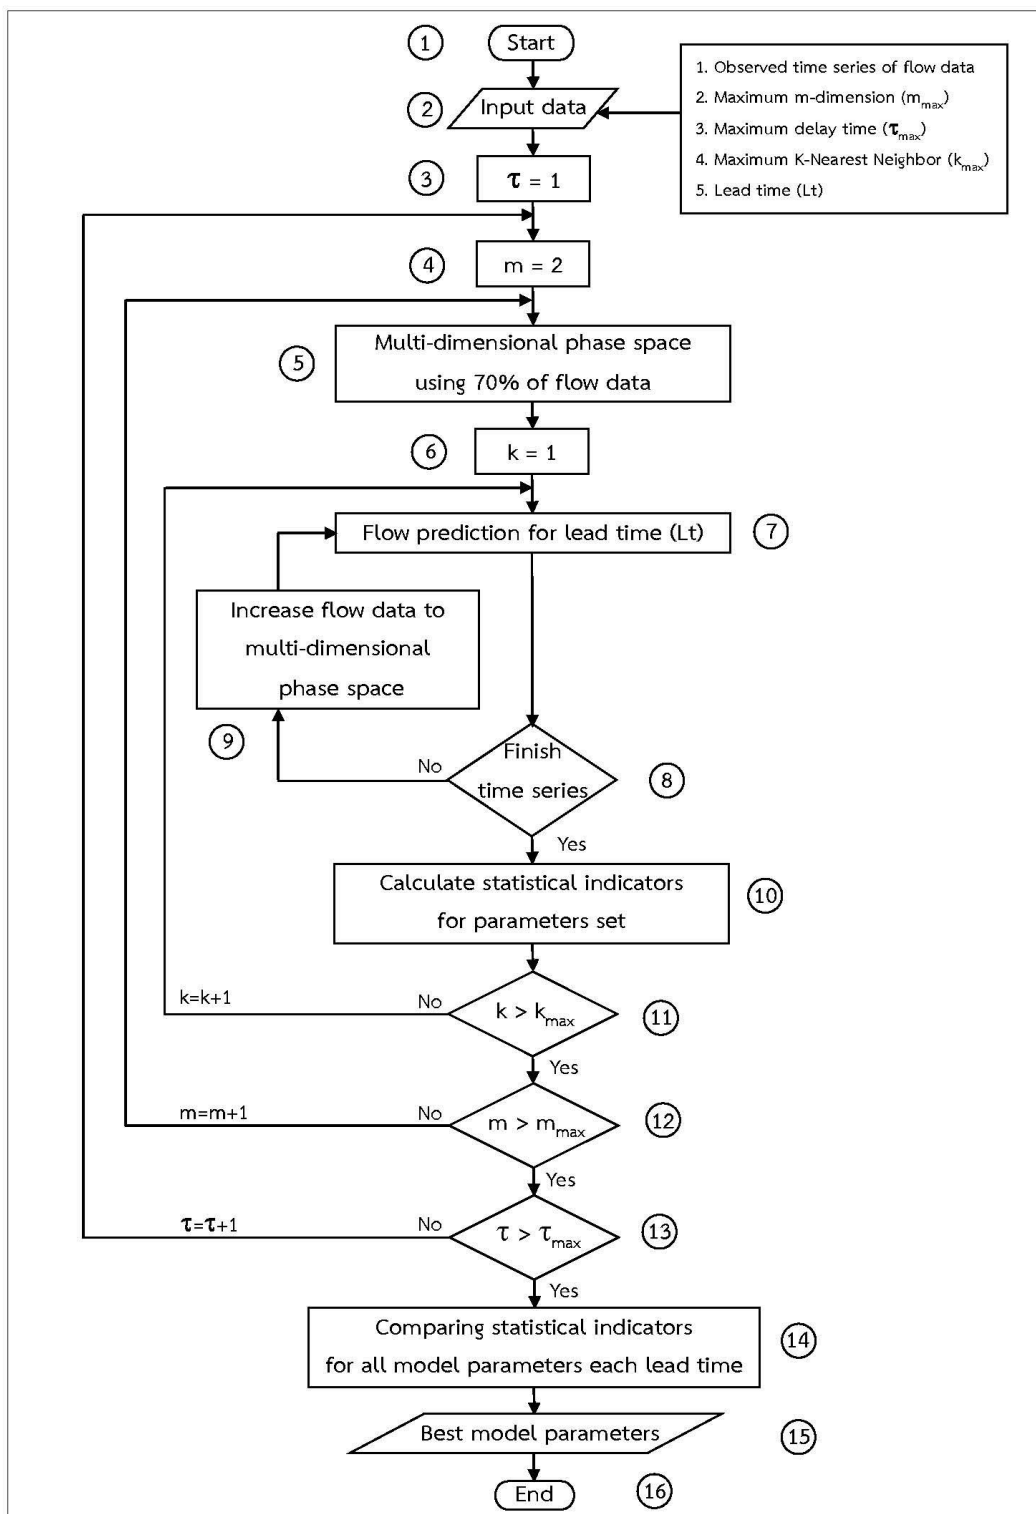 1
Start
1. Observed time series of flow data
2. Maximum m-dimension (mmax)
3. Maximum delay time (τmax)
4. Maximum K-Nearest Neighbor (kmax)
5. Lead time (Lt)
2
Input data
3
τ = 1
4
m = 2
5
Multi-dimensional phase space
using 70% of flow data
6
k = 1
Flow prediction for lead time (Lt)
7
Increase flow data to
multi-dimensional
phase space
9
Finish
time series
8
No
Yes
Calculate statistical indicators
for parameters set
10
k=k+1
No
k > kmax
11
Yes
m=m+1
No
m > mmax
12
Yes
τ=τ+1
No
τ > τmax
13
Yes
Comparing statistical indicators
for all model parameters each lead time
14
Best model parameters
15
End
16